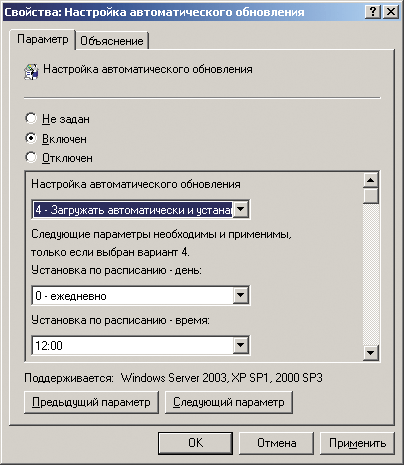 Свойства: Настройка автоматического обновления
Параметр Объяснение
Настройка автоматического обновления
Не задан
Включен
Отключен
Настройка автоматического обновления
4 - Загружать автоматически и устана
Следующие параметры необходимы и применимы,
только если выбран вариант 4.
Установка по расписанию - день:
0 - ежедневно
Установка по расписанию - время:
12:00
Поддерживается: Windows Server 2003, XP SP1, 2000 SP3
Предыдущий параметр Следующий параметр
OK Отмена Применить